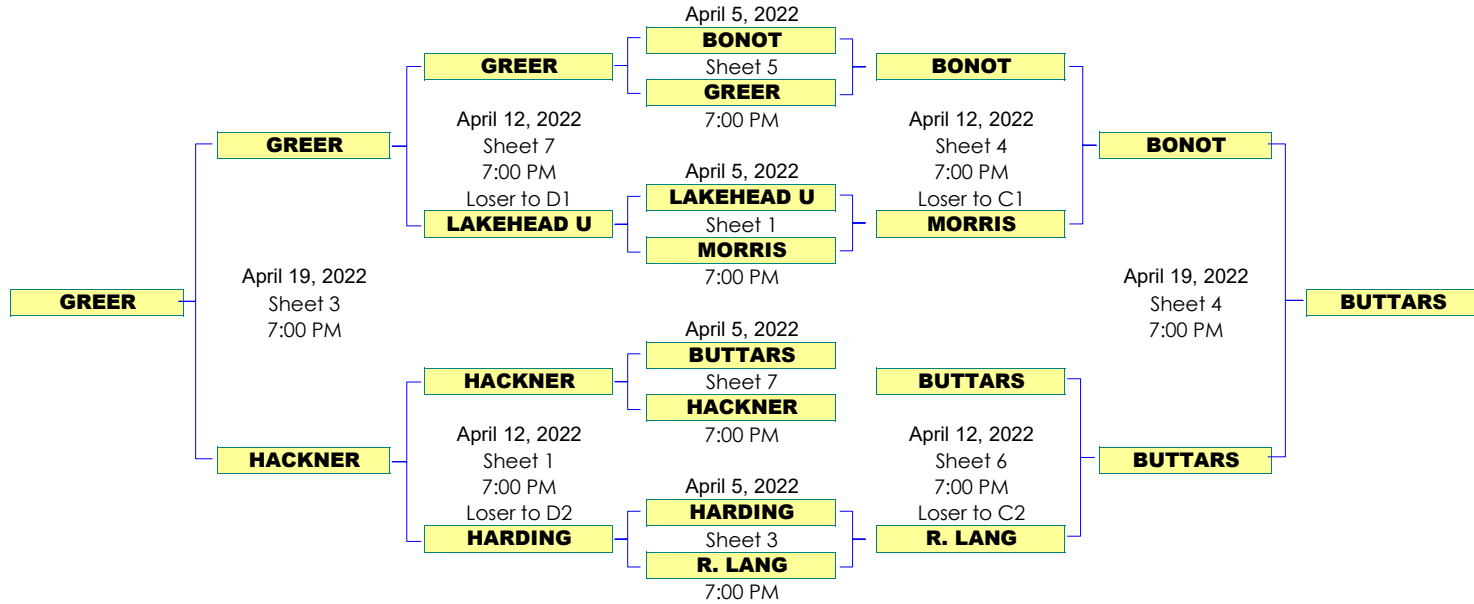 April 5, 2022
BONOT
GREER
Sheet 5
BONOT
GREER
April 12, 2022
7:00 PM
April 12, 2022
GREER
Sheet 7
Sheet 4
BONOT
7:00 PM
April 5, 2022
7:00 PM
Loser to D1
LAKEHEAD U
Loser to C1
LAKEHEAD U
Sheet 1
MORRIS
MORRIS
April 19, 2022
7:00 PM
April 19, 2022
GREER
Sheet 3
Sheet 4
BUTTARS
7:00 PM
April 5, 2022
7:00 PM
BUTTARS
HACKNER
Sheet 7
BUTTARS
HACKNER
April 12, 2022
7:00 PM
April 12, 2022
HACKNER
Sheet 1
Sheet 6
BUTTARS
7:00 PM
April 5, 2022
7:00 PM
Loser to D2
HARDING
Loser to C2
HARDING
Sheet 3
R. LANG
R. LANG
7:00 PM